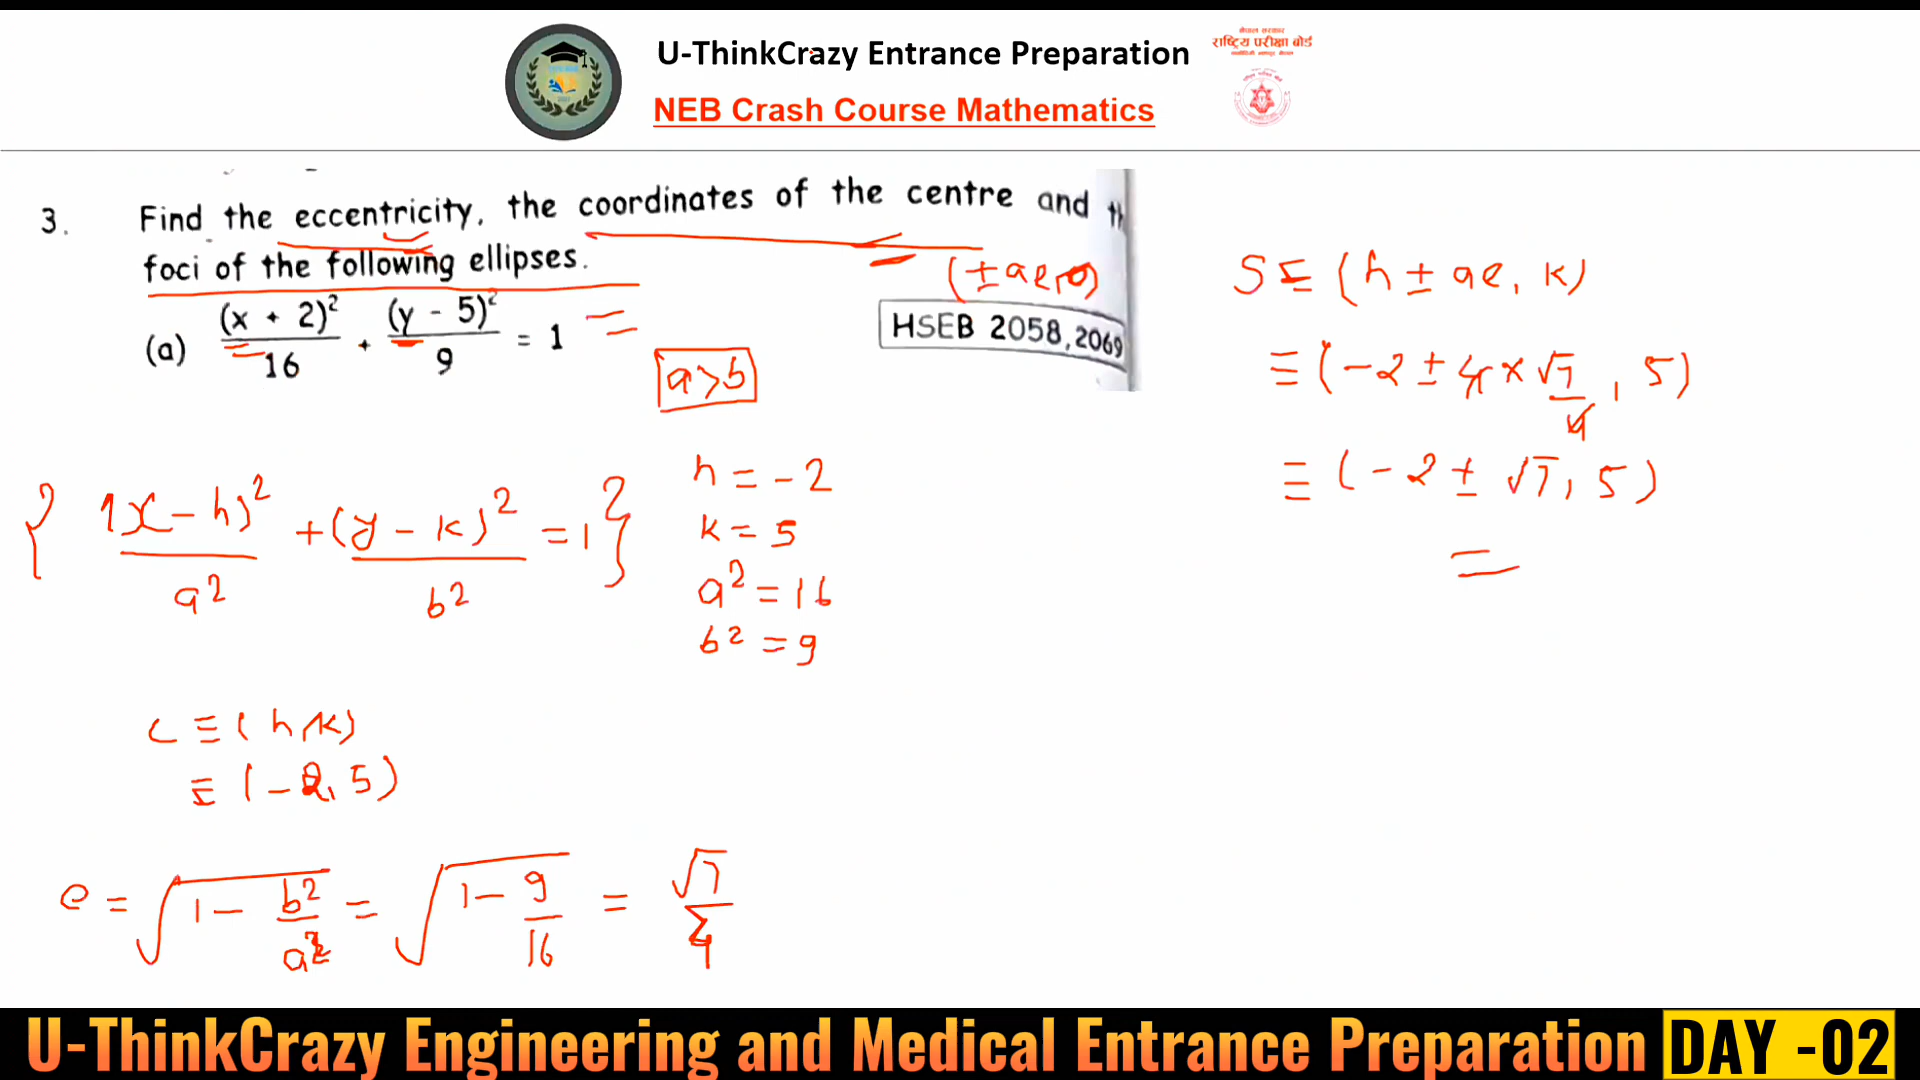 U-ThinkCrazy Entrance Preparation
NEB Crash Course Mathematics
नेपाल सरकार
राष्ट्रिय परीक्षा बोर्ड
3. Find the eccentricity, the coordinates of the centre and th
foci of the following ellipses.
(a) (x + 2)²/16 + (y - 5)²/9 = 1
(±ae, 0)
HSEB 2058, 2069
a>b
{ (x-h)²/a² + (y-k)²/b² = 1 }
h = -2
k = 5
a² = 16
b² = 9
C ≡ (h, k)
≡ (-2, 5)
e = √(1 - b²/a²) = √(1 - 9/16) = √7/4
S ≡ (h ± ae, k)
≡ (-2 ± 4 × √7/4, 5)
≡ (-2 ± √7, 5)
U-ThinkCrazy Engineering and Medical Entrance Preparation DAY -02